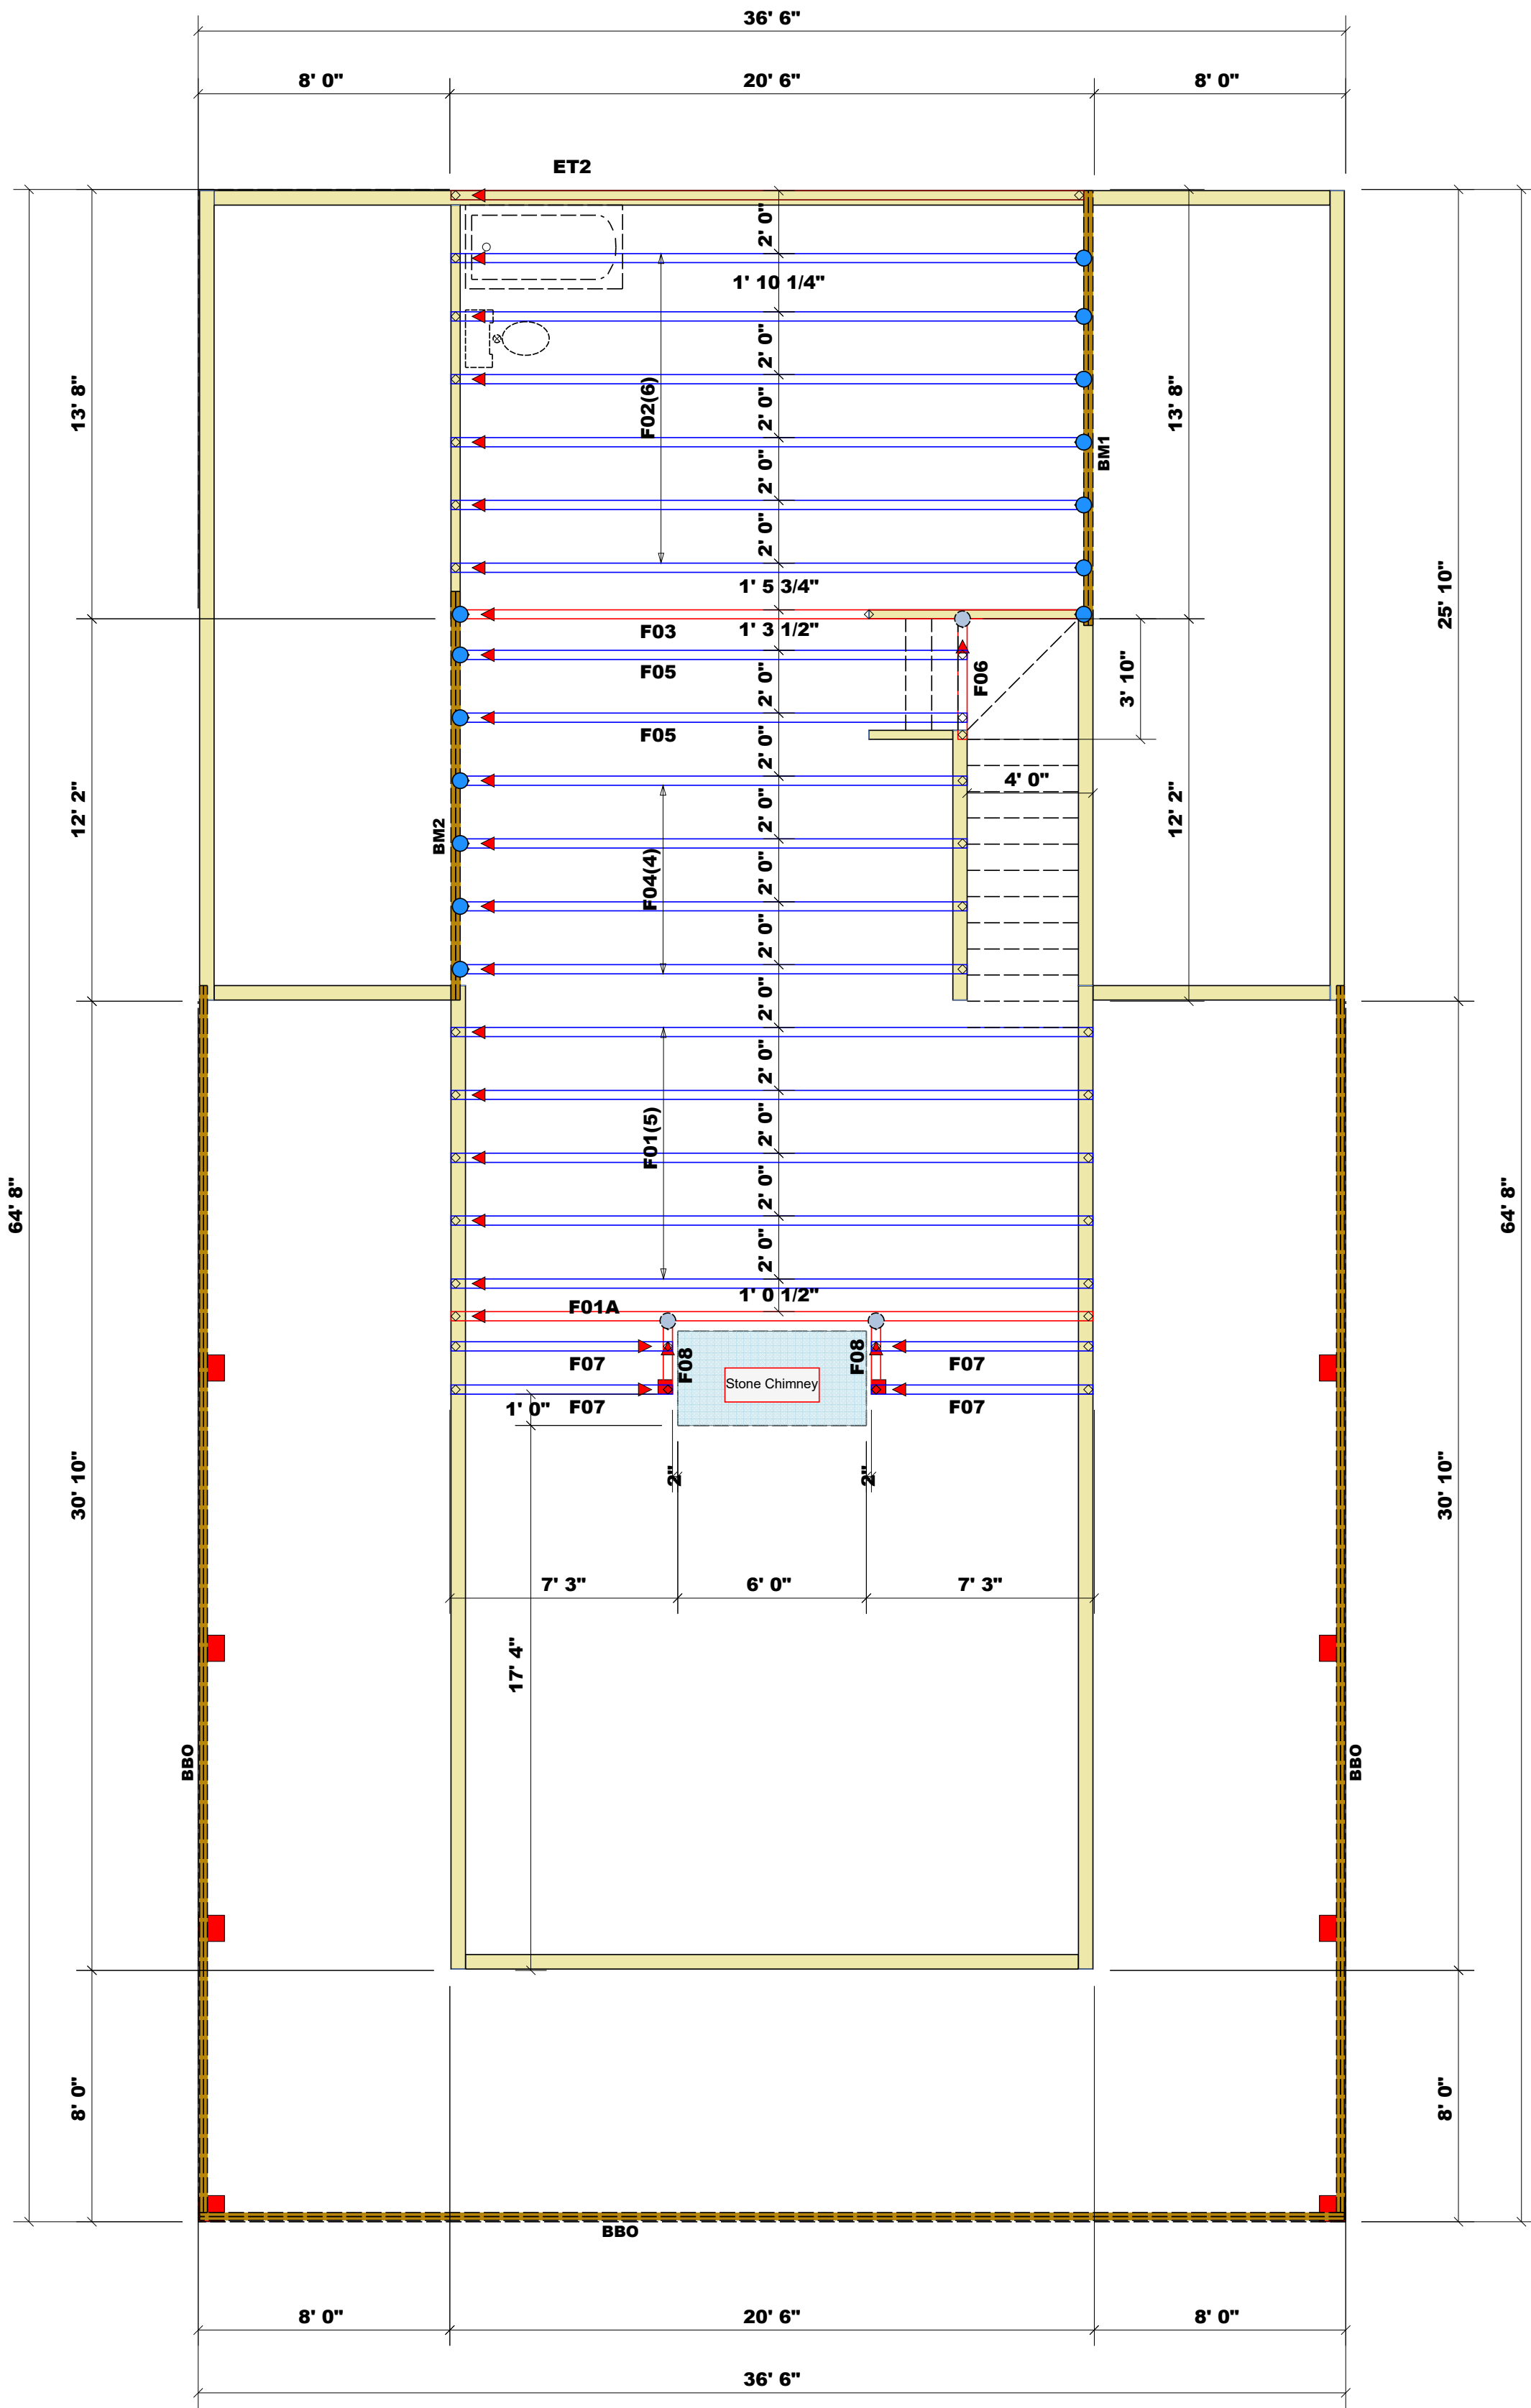 36' 6"
8' 0"
20' 6"
8' 0"
ET2
2' 0"
1' 10 1/4"
2' 0"
13' 8"
F02(6)
2' 0"
13' 8"
BM1
2' 0"
2' 0"
25' 10"
1' 5 3/4"
F03
1' 3 1/2"
F05
2' 0"
F06
3' 10"
F05
2' 0"
4' 0"
12' 2"
BM2
2' 0"
12' 2"
F04(4)
2' 0"
2' 0"
2' 0"
2' 0"
F01(5)
2' 0"
64' 8"
2' 0"
64' 8"
2' 0"
1' 0 1/2"
F01A
F07
F08
F08
F07
Stone Chimney
1' 0"
F07
F07
2"
2"
30' 10"
30' 10"
7' 3"
6' 0"
7' 3"
17' 4"
BBO
BBO
8' 0"
8' 0"
BBO
8' 0"
20' 6"
8' 0"
36' 6"